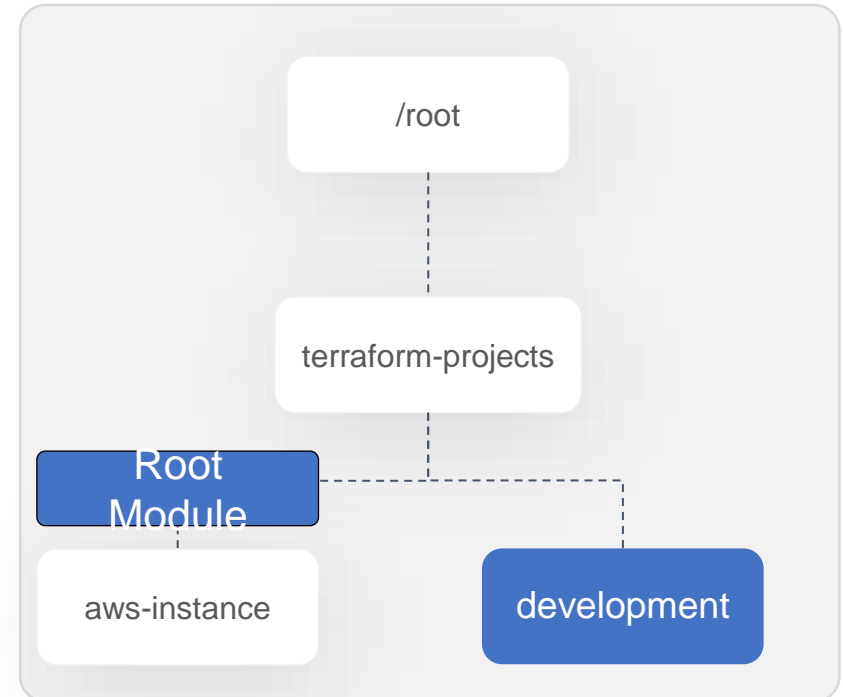 /root
terraform-projects
Root
Module
aws-instance
development